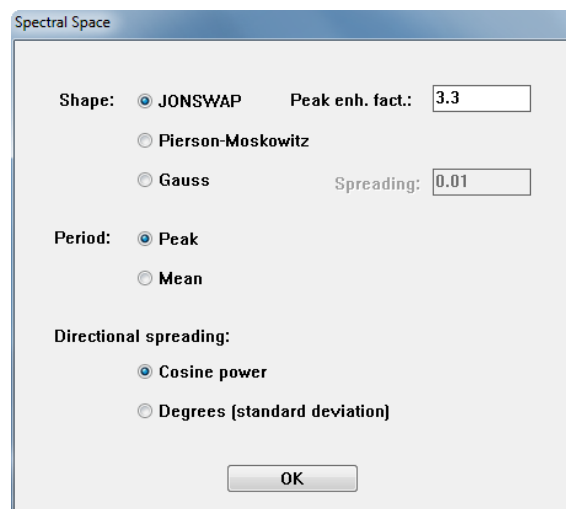 Spectral Space
Shape: JONSWAP Peak enh. fact.: 3.3
Pierson-Moskowitz
Gauss Spreading: 0.01
Period: Peak
Mean
Directional spreading:
Cosine power
Degrees (standard deviation)
OK